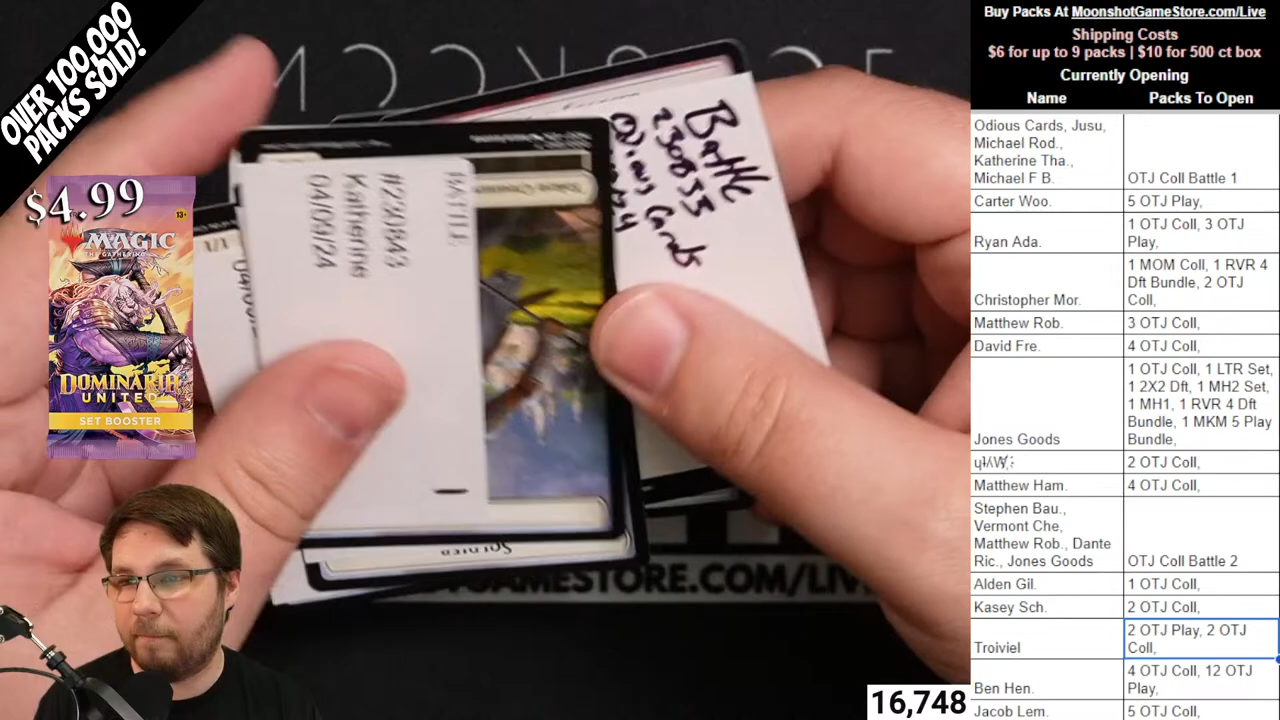 OVER 100,000
PACKS SOLD!
$4.99
13+
MAGIC
THE GATHERING
DOMINARIA
UNITED
SET BOOSTER
BATTLE
#230843
Katherine
04/09/24
Battle
230835
Odious Cards
SOLDIER
GAMESTORE.COM/LIVE
16,748
Buy Packs At MoonshotGameStore.com/Live
Shipping Costs
$6 for up to 9 packs | $10 for 500 ct box
Currently Opening
Name Packs To Open
Odious Cards, Jusu,
Michael Rod.,
Katherine Tha.,
Michael F B. OTJ Coll Battle 1
Carter Woo. 5 OTJ Play,
Ryan Ada. 1 OTJ Coll, 3 OTJ
Play,
Christopher Mor. 1 MOM Coll, 1 RVR 4
Dft Bundle, 2 OTJ
Coll,
Matthew Rob. 3 OTJ Coll,
David Fre. 4 OTJ Coll,
Jones Goods 1 OTJ Coll, 1 LTR Set,
1 2X2 Dft, 1 MH2 Set,
1 MH1, 1 RVR 4 Dft
Bundle, 1 MKM 5 Play
Bundle,
2 OTJ Coll,
Matthew Ham. 4 OTJ Coll,
Stephen Bau.,
Vermont Che,
Matthew Rob., Dante
Ric., Jones Goods OTJ Coll Battle 2
Alden Gil. 1 OTJ Coll,
Kasey Sch. 2 OTJ Coll,
Troiviel 2 OTJ Play, 2 OTJ
Coll,
Ben Hen. 4 OTJ Coll, 12 OTJ
Play,
Jacob Lem. 5 OTJ Coll,